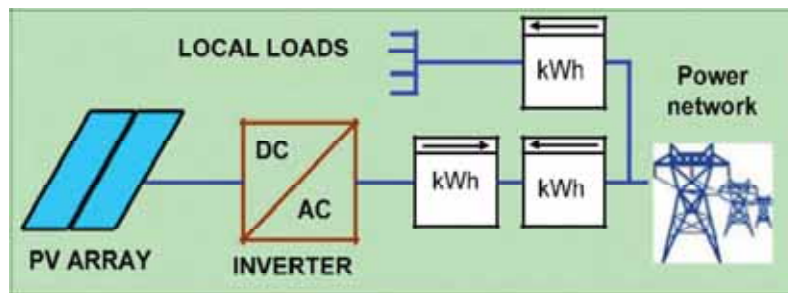 LOCAL LOADS
kWh
Power
network
DC
AC
kWh
kWh
PV ARRAY
INVERTER